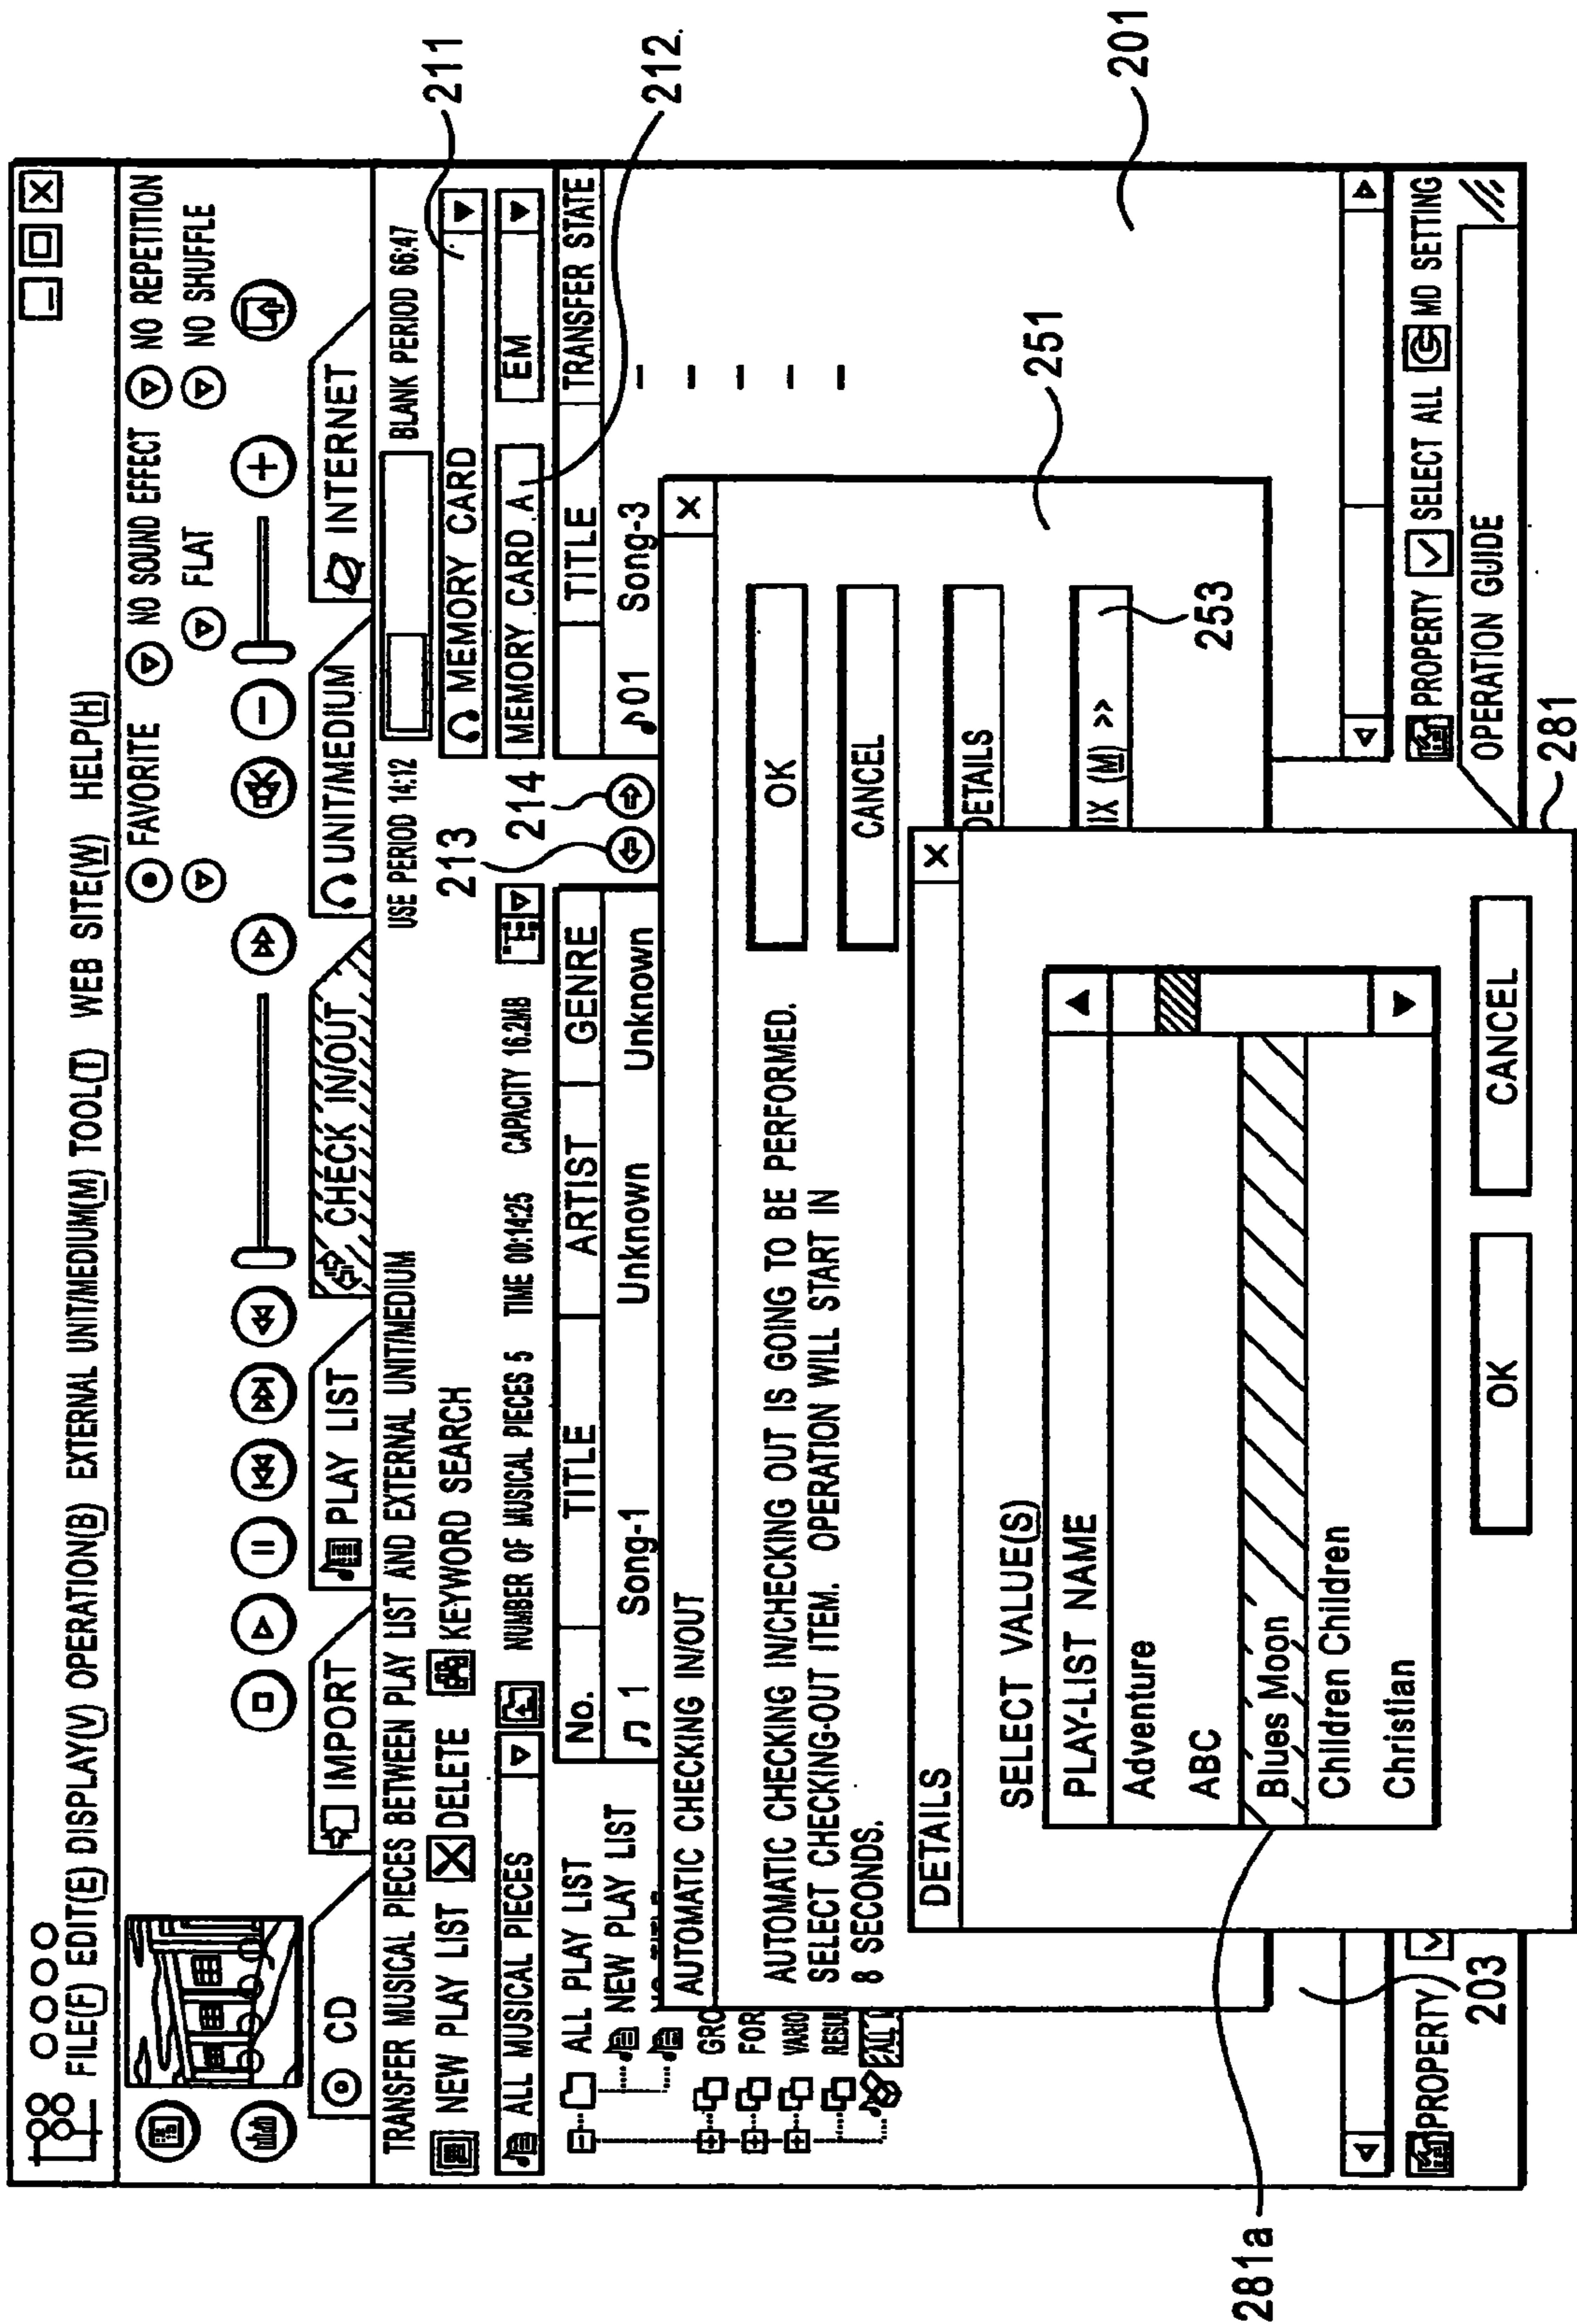 ○○○○
FILE(F) EDIT(E) DISPLAY(V) OPERATION(B) EXTERNAL UNIT/MEDIUM(M) TOOL(T) WEB SITE(W) HELP(H)
FAVORITE NO SOUND EFFECT NO REPETITION
FLAT NO SHUFFLE
CD IMPORT PLAY LIST CHECK IN/OUT UNIT/MEDIUM INTERNET
TRANSFER MUSICAL PIECES BETWEEN PLAY LIST AND EXTERNAL UNIT/MEDIUM
USE PERIOD 14:12 BLANK PERIOD 66:47
NEW PLAY LIST DELETE KEYWORD SEARCH
MEMORY CARD
211
213
ALL MUSICAL PIECES
NUMBER OF MUSICAL PIECES 5 TIME 00:14:25 CAPACITY 16.2MB
214
MEMORY CARD A EM
212.
ALL PLAY LIST
NEW PLAY LIST
No. TITLE ARTIST GENRE
♫ 1 Song-1 Unknown Unknown
TITLE TRANSFER STATE
♪01 Song-3 –
–
–
–
–
GRO
FOR
VARIO
RESU
ALL M
AUTOMATIC CHECKING IN/OUT X
AUTOMATIC CHECKING IN/CHECKING OUT IS GOING TO BE PERFORMED.
SELECT CHECKING-OUT ITEM. OPERATION WILL START IN
8 SECONDS.
OK
CANCEL
DETAILS
IX (M) >>
253
251
201
DETAILS X
SELECT VALUE(S)
PLAY-LIST NAME
Adventure
ABC
Blues Moon
Children Children
Christian
OK CANCEL
281a
281
203
PROPERTY
PROPERTY SELECT ALL MD SETTING
OPERATION GUIDE